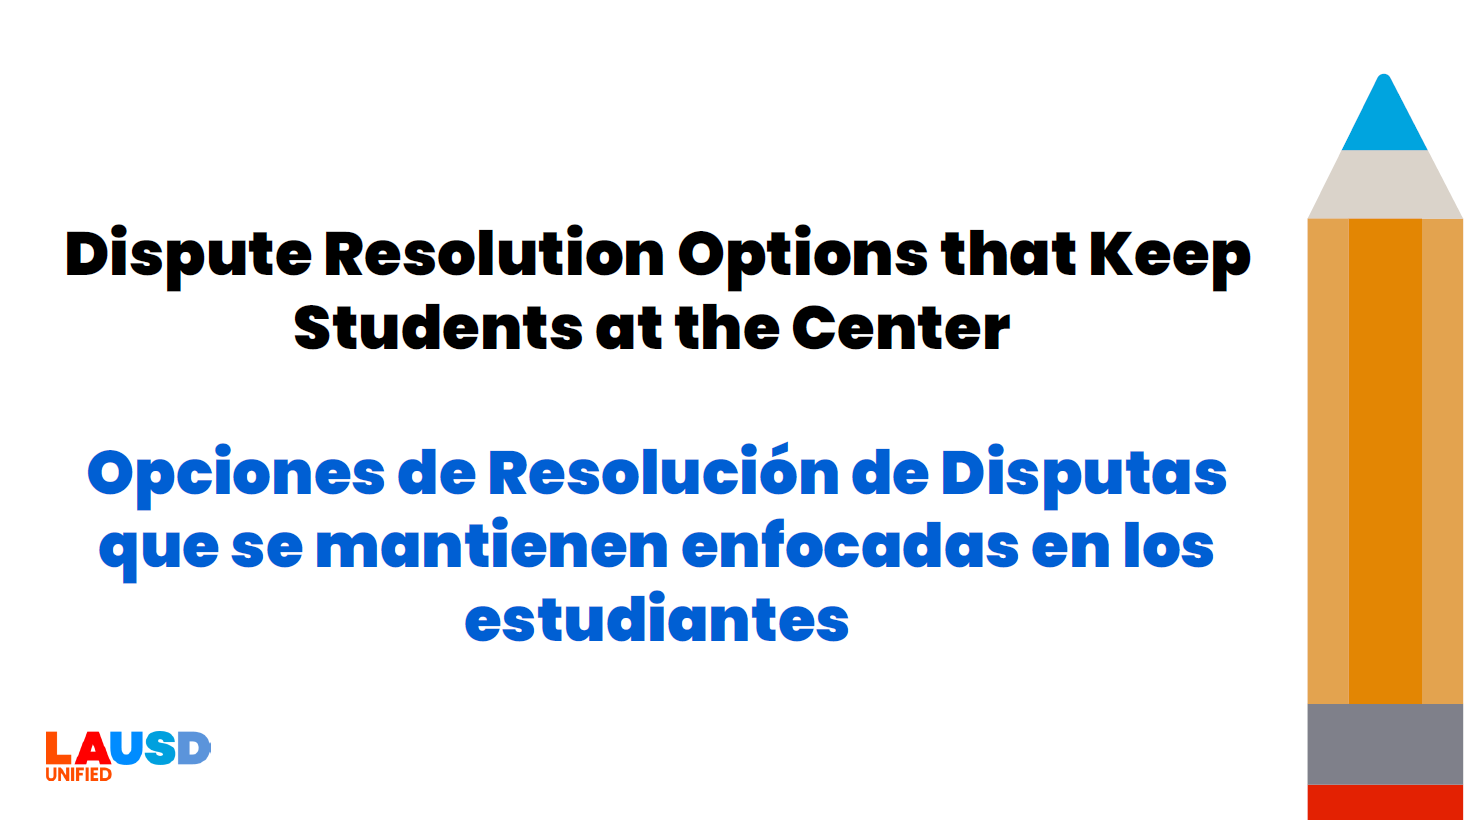 Dispute Resolution Options that Keep
Students at the Center
Opciones de Resolución de Disputas
que se mantienen enfocadas en los
estudiantes
LAUSD
UNIFIED